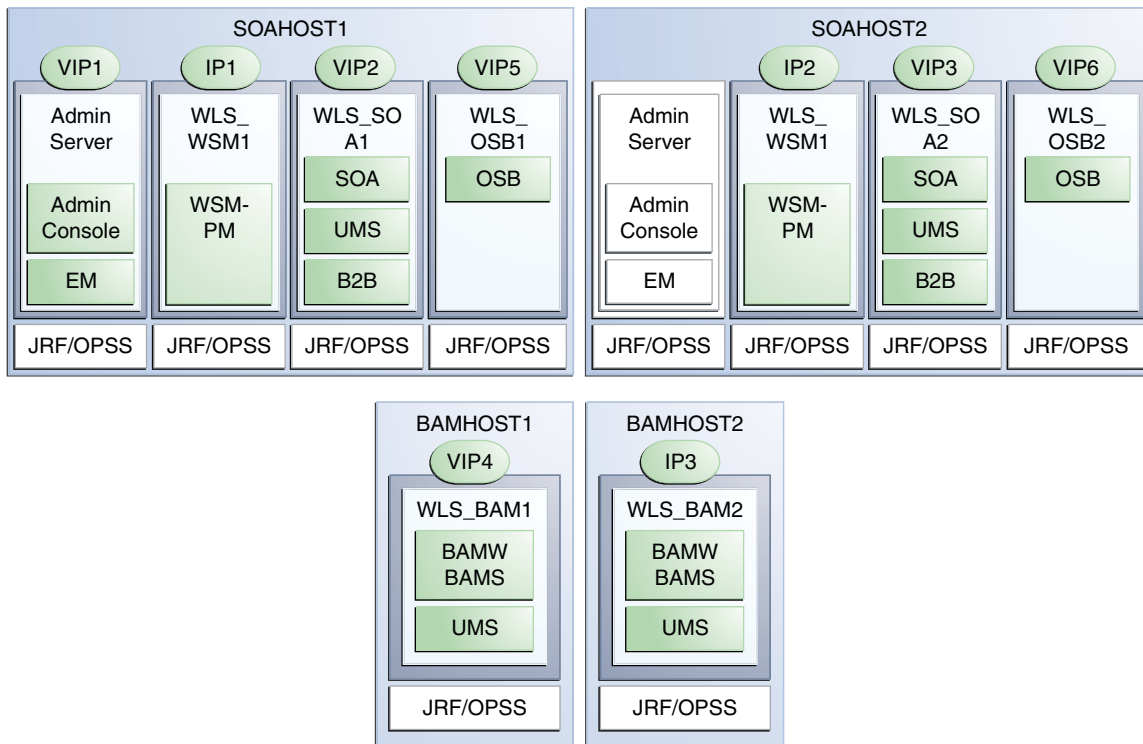 SOAHOST1
VIP1
Admin
Server
Admin
Console
EM
JRF/OPSS
IP1
WLS_
WSM1
WSM-
PM
JRF/OPSS
VIP2
WLS_SO
A1
SOA
UMS
B2B
JRF/OPSS
VIP5
WLS_
OSB1
OSB
JRF/OPSS
SOAHOST2
Admin
Server
Admin
Console
EM
JRF/OPSS
IP2
WLS_
WSM1
WSM-
PM
JRF/OPSS
VIP3
WLS_SO
A2
SOA
UMS
B2B
JRF/OPSS
VIP6
WLS_
OSB2
OSB
JRF/OPSS
BAMHOST1
VIP4
WLS_BAM1
BAMW
BAMS
UMS
JRF/OPSS
BAMHOST2
IP3
WLS_BAM2
BAMW
BAMS
UMS
JRF/OPSS